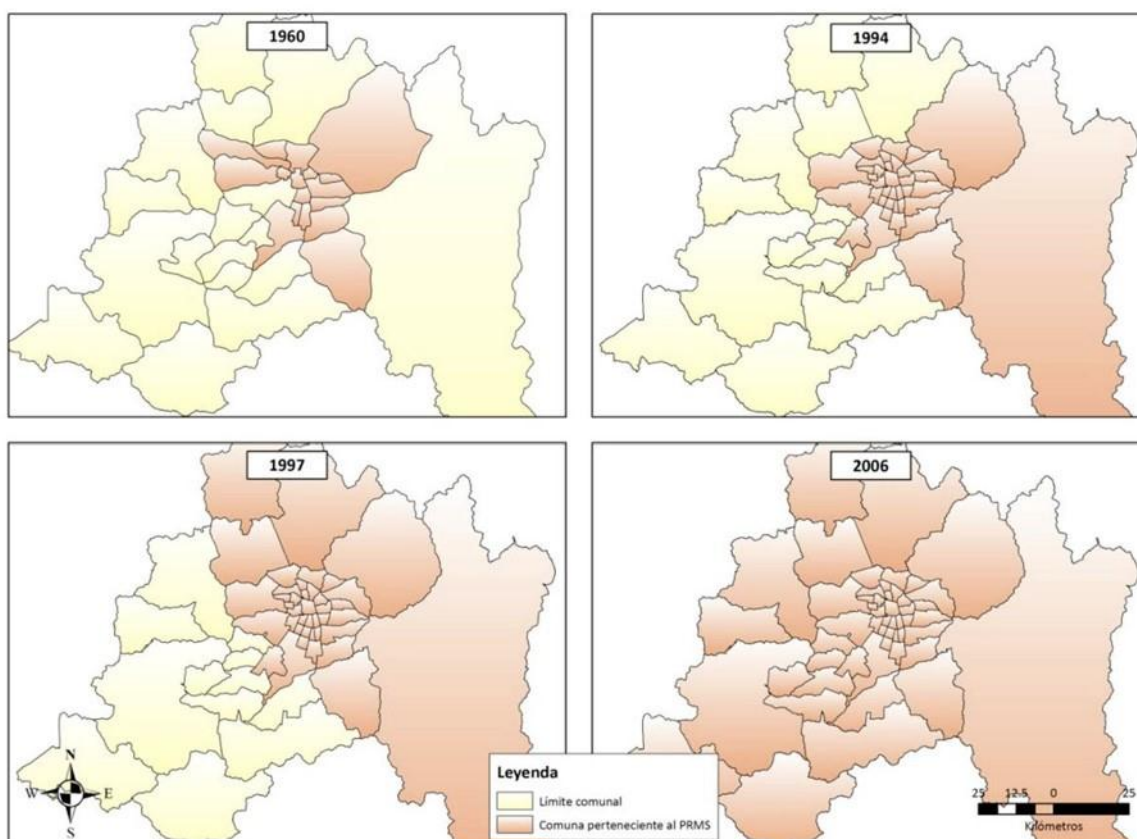 1960
1994
1997
2006
N
W E
S
Leyenda
Límite comunal
Comuna perteneciente al PRMS
25 12.5 0 25
Kilómetros